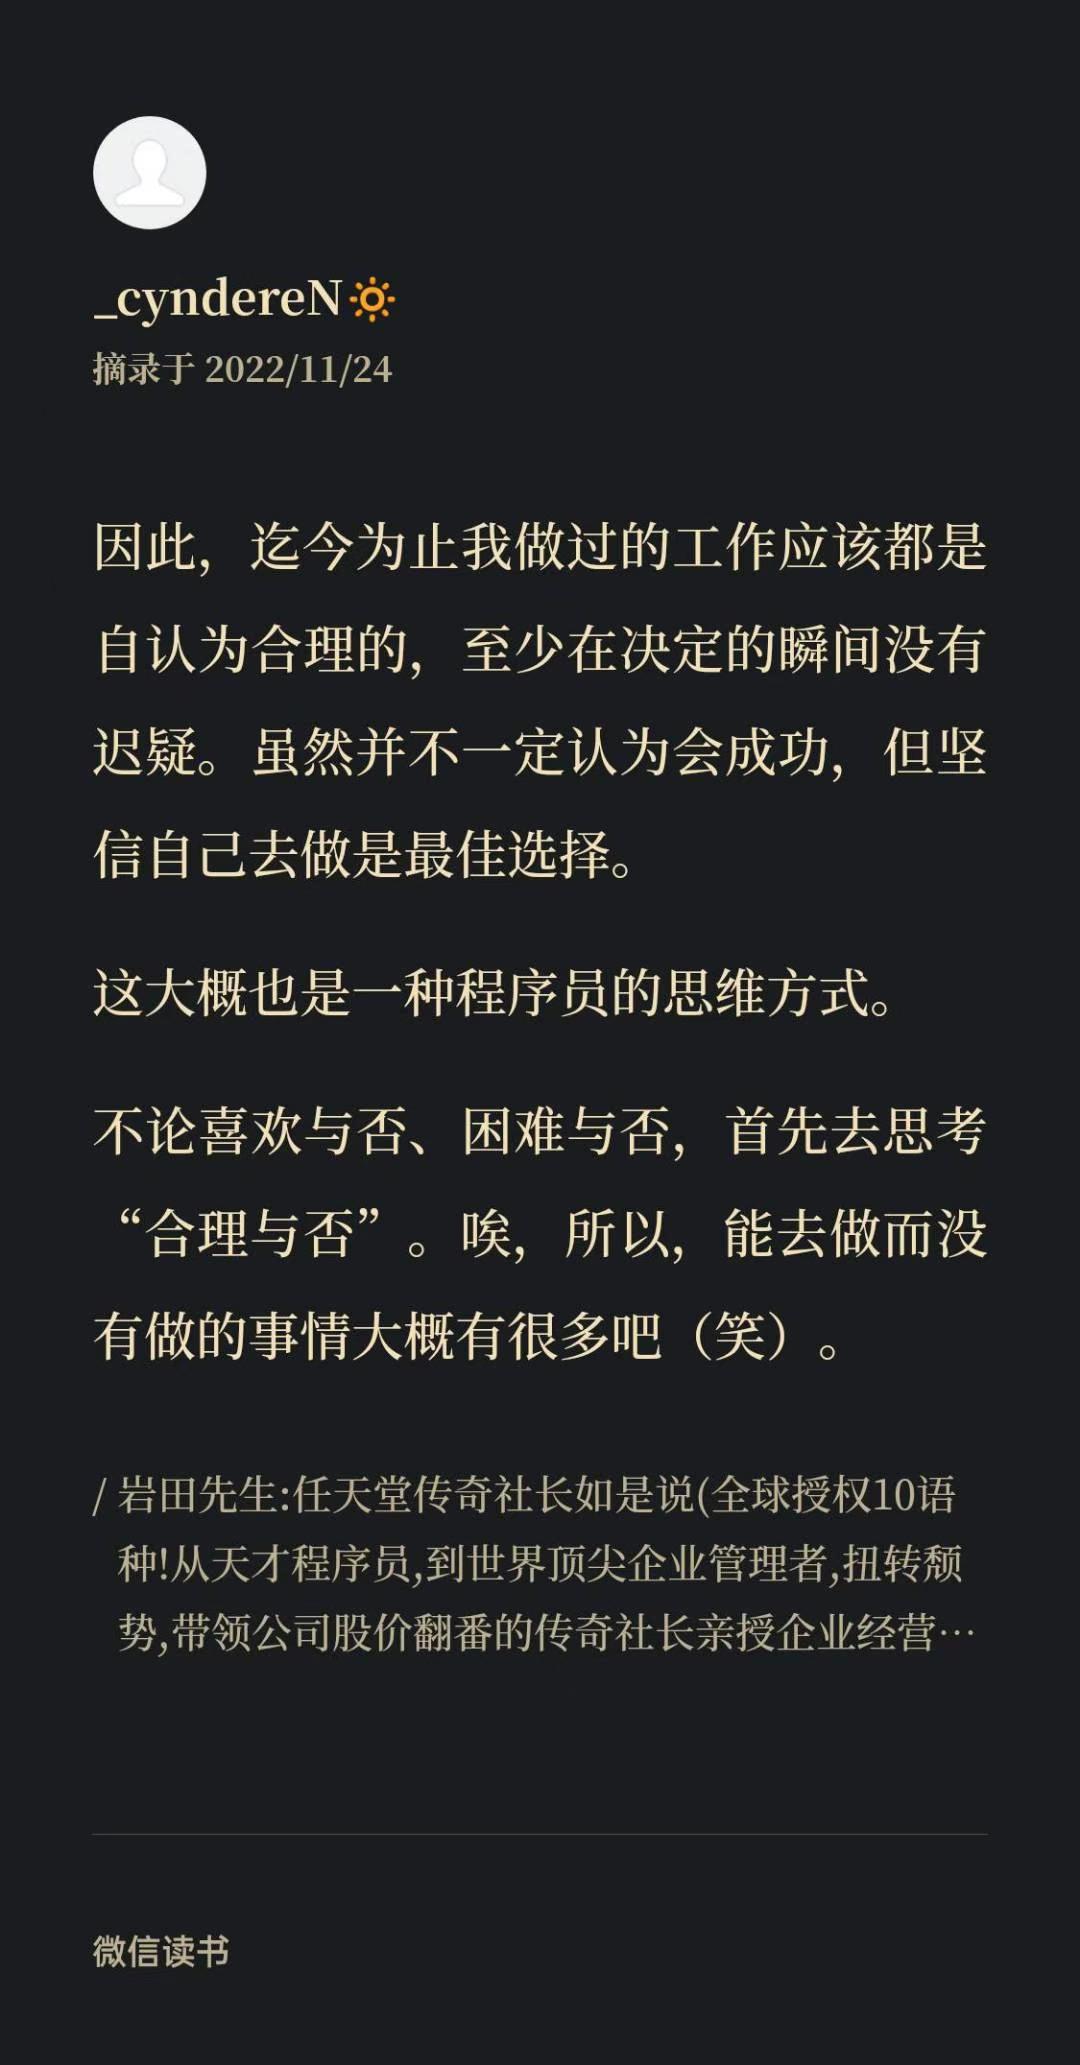 _cyndereN🔆
摘录于 2022/11/24
因此，迄今为止我做过的工作应该都是
自认为合理的，至少在决定的瞬间没有
迟疑。虽然并不一定认为会成功，但坚
信自己去做是最佳选择。
这大概也是一种程序员的思维方式。
不论喜欢与否、困难与否，首先去思考
“合理与否”。唉，所以，能去做而没
有做的事情大概有很多吧（笑）。
/ 岩田先生:任天堂传奇社长如是说(全球授权10语
种!从天才程序员,到世界顶尖企业管理者,扭转颓
势,带领公司股价翻番的传奇社长亲授企业经营…
微信读书